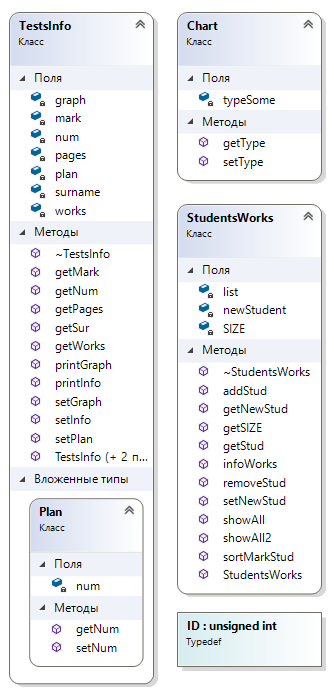 TestsInfo
Класс
Поля
graph
mark
num
pages
plan
surname
works
Методы
~TestsInfo
getMark
getNum
getPages
getSur
getWorks
printGraph
printInfo
setGraph
setInfo
setPlan
TestsInfo (+ 2 п...
Вложенные типы
Plan
Класс
Поля
num
Методы
getNum
setNum
Chart
Класс
Поля
typeSome
Методы
getType
setType
StudentsWorks
Класс
Поля
list
newStudent
SIZE
Методы
~StudentsWorks
addStud
getNewStud
getSIZE
getStud
infoWorks
removeStud
setNewStud
showAll
showAll2
sortMarkStud
StudentsWorks
ID : unsigned int
Typedef